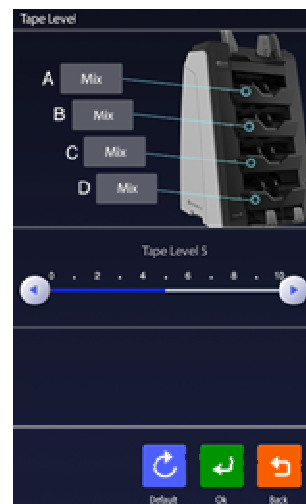 Tape Level
A Mix
B Mix
C Mix
D Mix
Tape Level 5
0 . 2 . 4 . 6 . 8 . 10
Default Ok Back